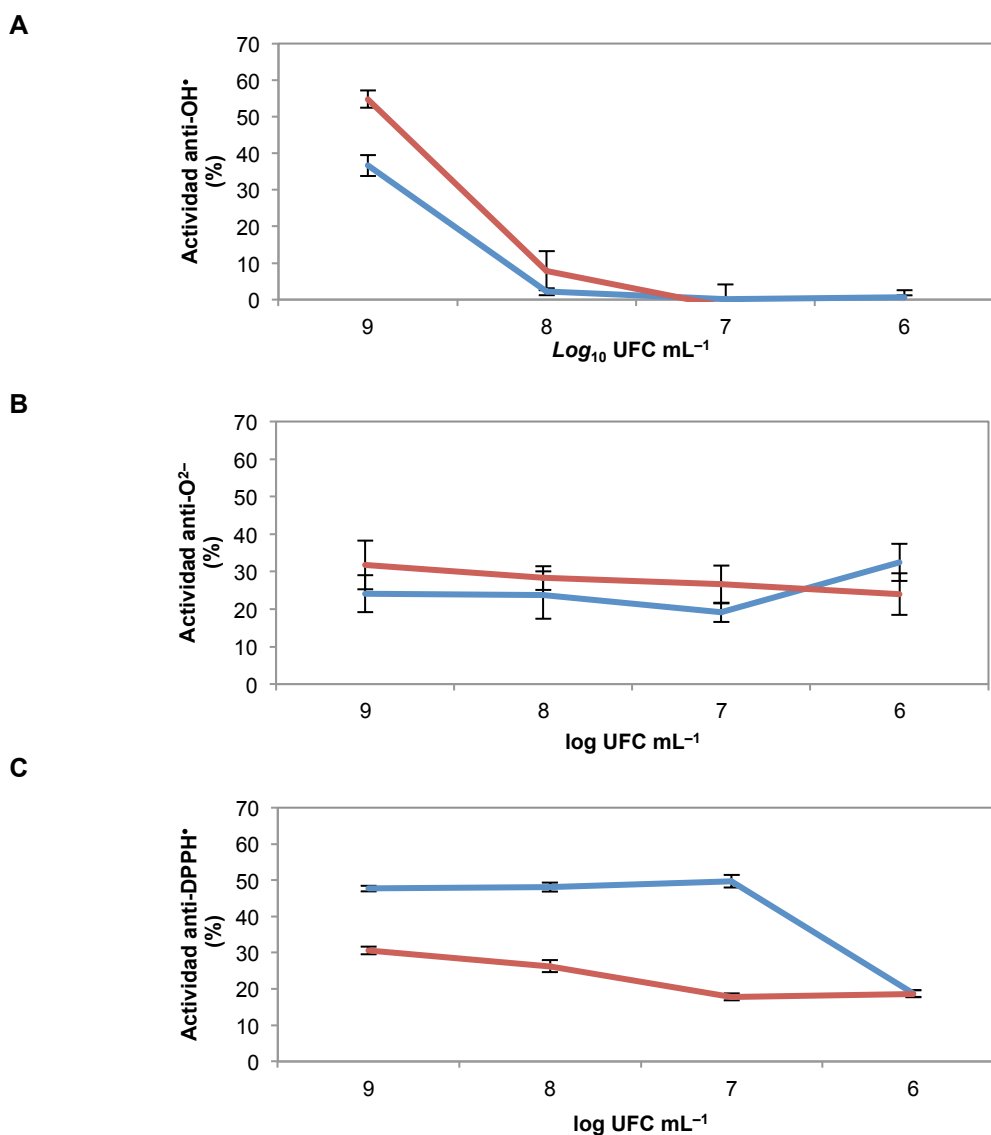 A
Actividad anti-OH•
(%)
70
60
50
40
30
20
10
0
9 8 7 6
Log₁₀ UFC mL⁻¹
B
Actividad anti-O²⁻
(%)
70
60
50
40
30
20
10
0
9 8 7 6
log UFC mL⁻¹
C
Actividad anti-DPPH•
(%)
70
60
50
40
30
20
10
0
9 8 7 6
log UFC mL⁻¹